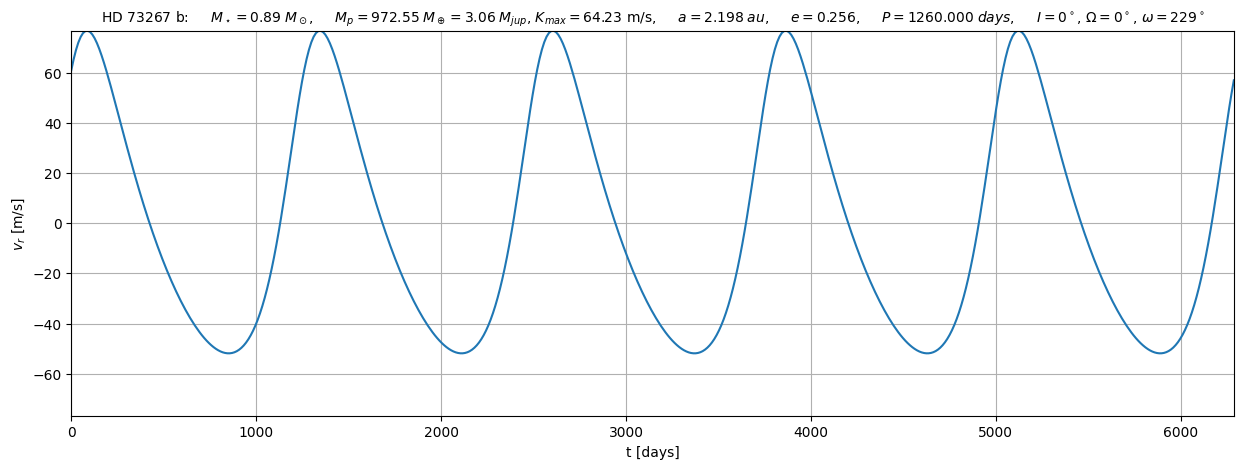 HD 73267 b: M⋆ = 0.89 M⊙, Mp = 972.55 M⊕ = 3.06 Mjup, Kmax = 64.23 m/s, a = 2.198 au, e = 0.256, P = 1260.000 days, I = 0°, Ω = 0°, ω = 229°
60
40
20
0
−20
−40
−60
vr [m/s]
0 1000 2000 3000 4000 5000 6000
t [days]